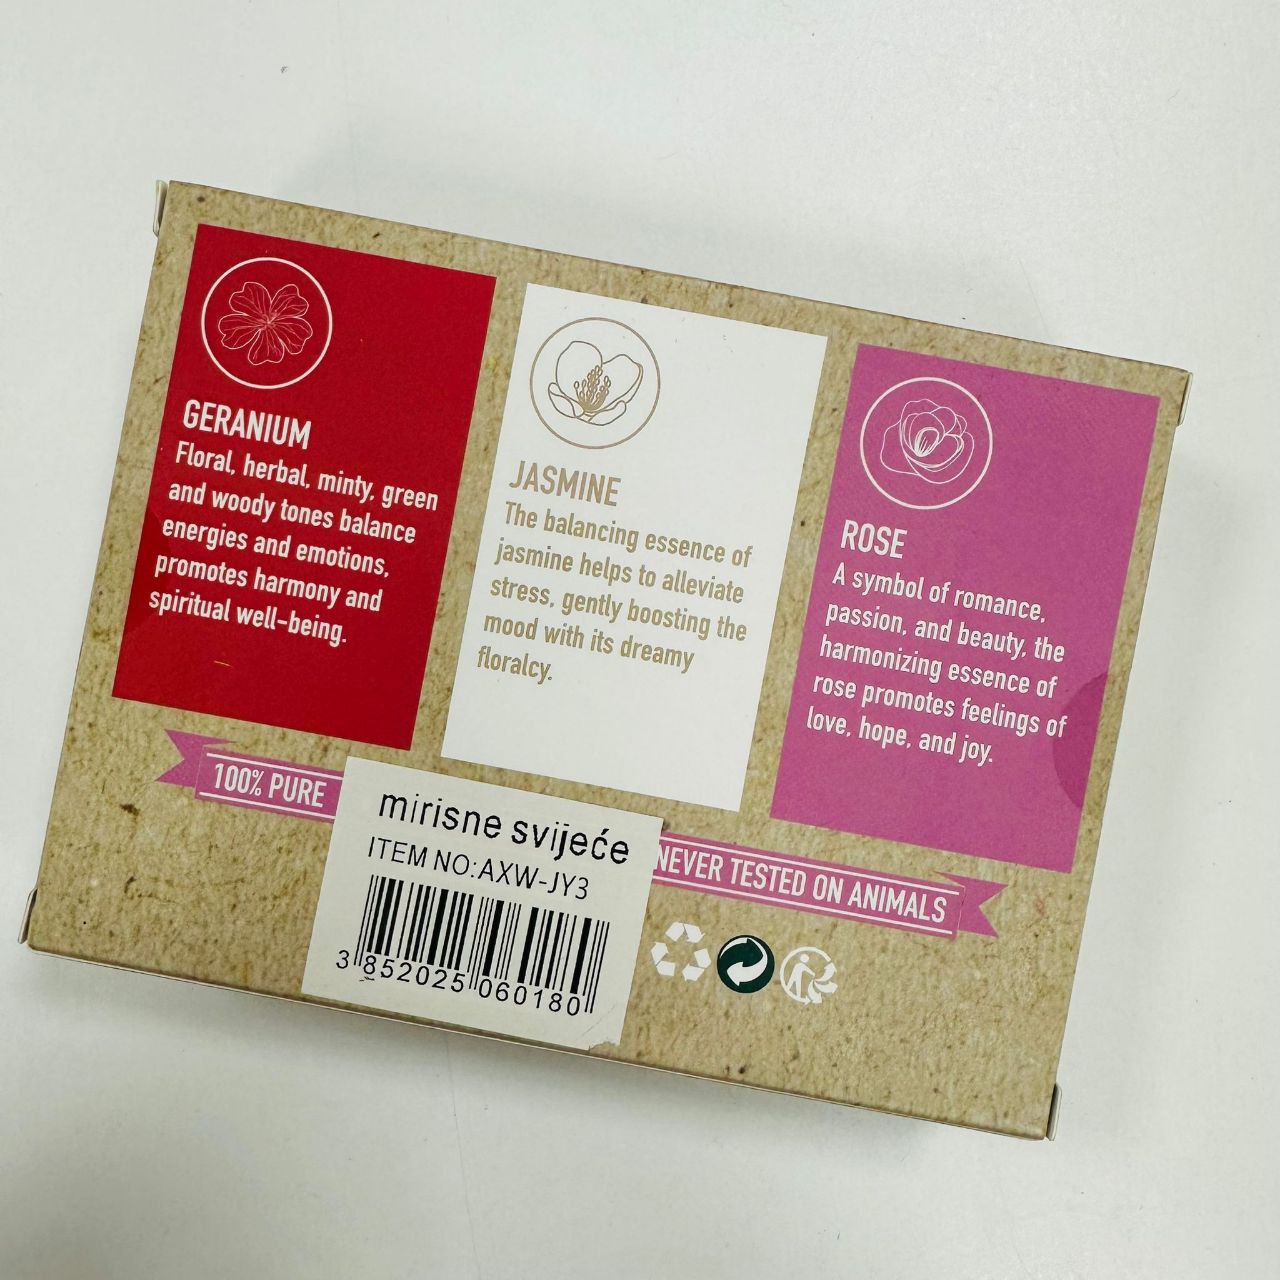 GERANIUM
Floral, herbal, minty, green
and woody tones balance
energies and emotions,
promotes harmony and
spiritual well-being.
JASMINE
The balancing essence of
jasmine helps to alleviate
stress, gently boosting the
mood with its dreamy
floralcy.
ROSE
A symbol of romance,
passion, and beauty, the
harmonizing essence of
rose promotes feelings of
love, hope, and joy.
100% PURE
NEVER TESTED ON ANIMALS
mirisne svijeće
ITEM NO:AXW-JY3
3 852025 060180